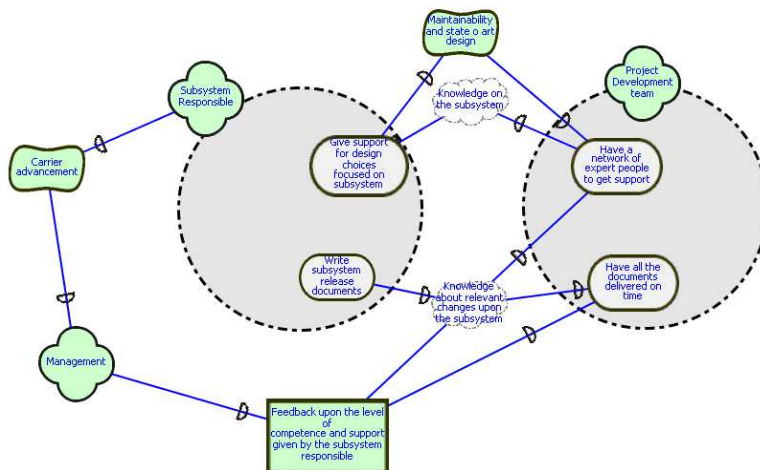 Maintainability
and state o art
design
Subsystem
Responsible
Knowledge on
the subsystem
Project
Development
team
Give support
for design
choices
focused on
subsystem
Have a
network of
expert people
to get support
Carrier
advancement
Write
subsystem
release
documents
Knowledge
about relevant
changes upon
the subsystem
Have all the
documents
delivered on
time
Management
Feedback upon the level
of
competence and support
given by the subsystem
responsible